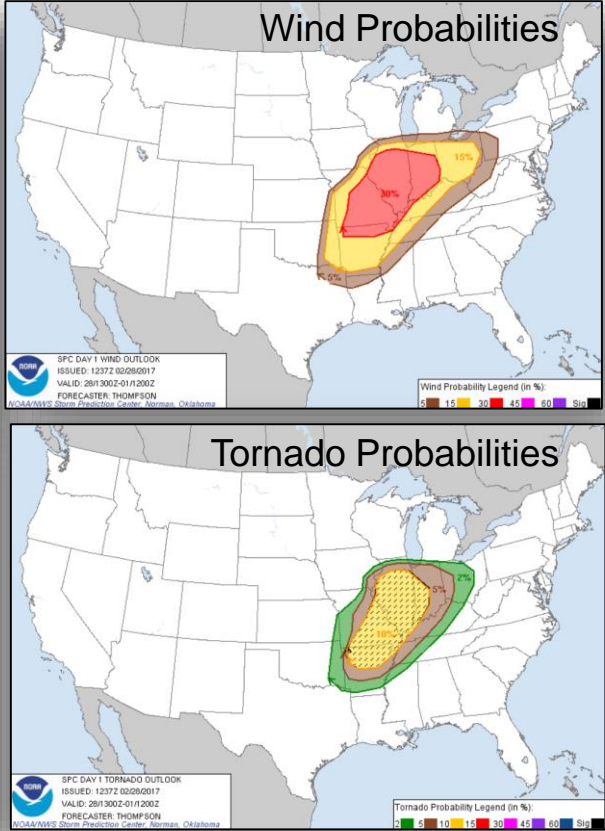 Wind Probabilities
15%
30%
5%
NOAA
SPC DAY 1 WIND OUTLOOK
ISSUED: 1237Z 02/28/2017
VALID: 28/1300Z-01/1200Z
FORECASTER: THOMPSON
NOAA/NWS Storm Prediction Center, Norman, Oklahoma
Wind Probability Legend (in %):
5 15 30 45 60 Sig
Tornado Probabilities
2%
5%
10%
NOAA
SPC DAY 1 TORNADO OUTLOOK
ISSUED: 1237Z 02/28/2017
VALID: 28/1300Z-01/1200Z
FORECASTER: THOMPSON
NOAA/NWS Storm Prediction Center, Norman, Oklahoma
Tornado Probability Legend (in %):
2 5 10 15 30 45 60 Sig